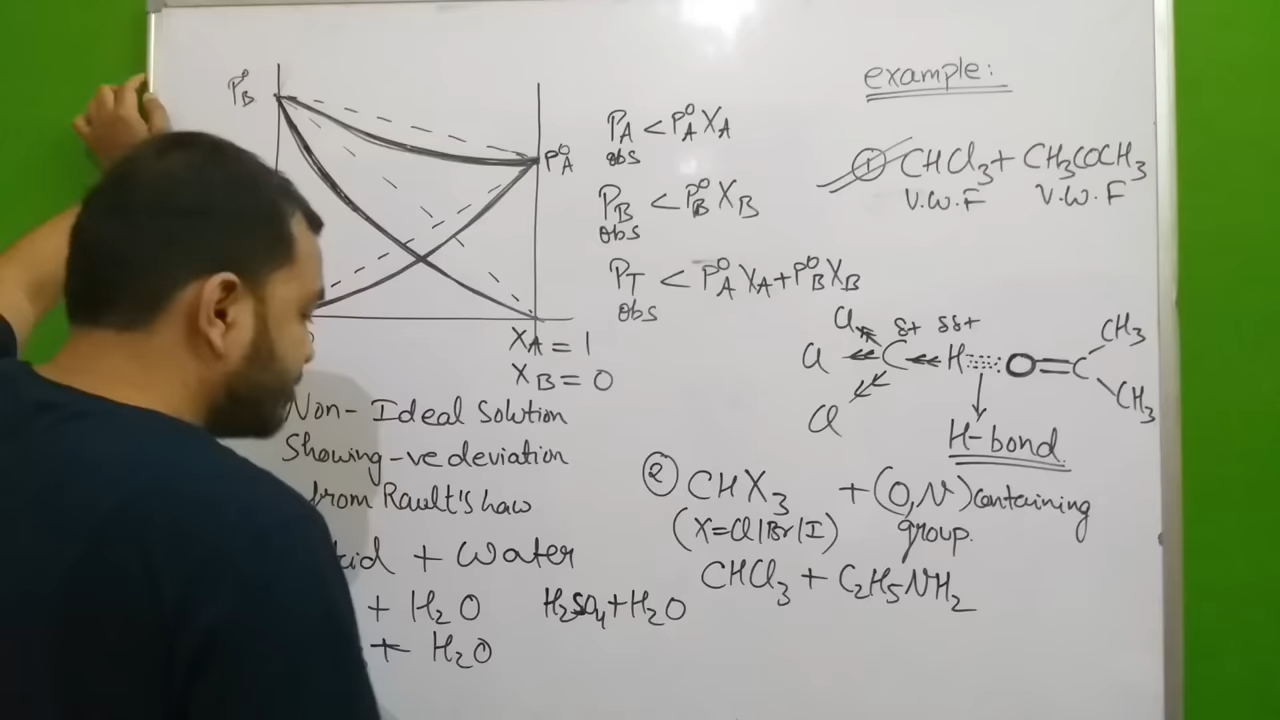 P°B
P°A
XA = 1
XB = 0
PA < P°A XA
obs
PB < P°B XB
obs
PT < P°A XA + P°B XB
obs
example:
① CHCl3 + CH3COCH3
V.W.F V.W.F
Cl δ+ δδ+ CH3
Cl C H O = C
Cl CH3
H-bond
Non-Ideal Solution
Showing -ve deviation
from Rault's Law
+ Water
+ H2O H2SO4 + H2O
+ H2O
② CHX3 + (O,N) containing
(X=Cl/Br/I) group.
CHCl3 + C2H5NH2